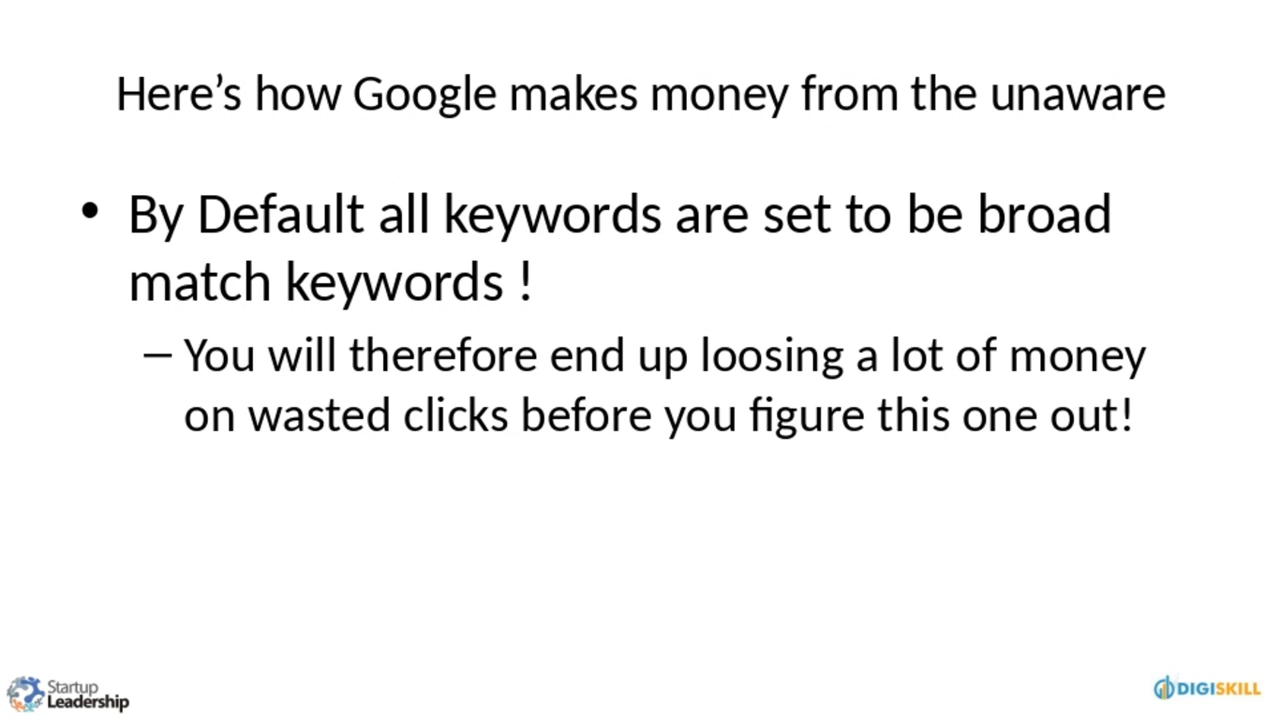 Here’s how Google makes money from the unaware
• By Default all keywords are set to be broad
match keywords !
– You will therefore end up loosing a lot of money
on wasted clicks before you figure this one out!
Startup
Leadership
DIGISKILL